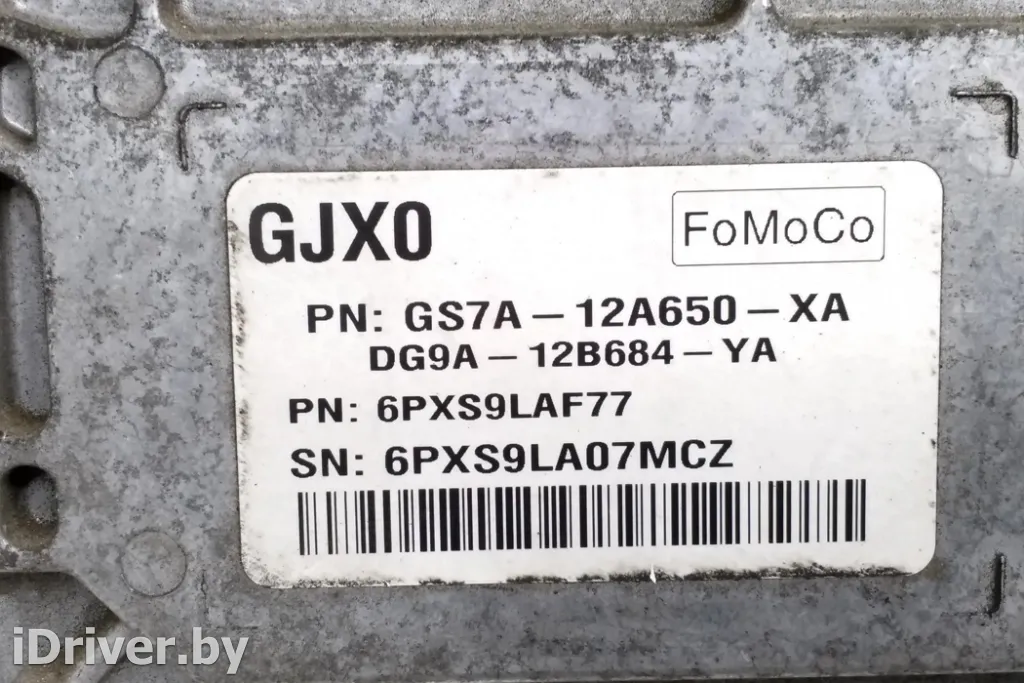 GJX0
FoMoCo
PN: GS7A-12A650-XA
DG9A-12B684-YA
PN: 6PXS9LAF77
SN: 6PXS9LA07MCZ
iDriver.by